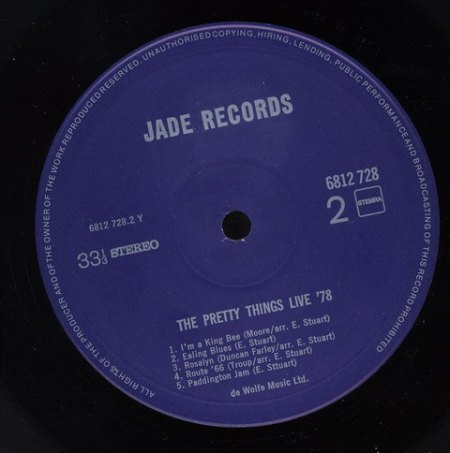 ALL RIGHTS OF THE PRODUCER AND OF THE OWNER OF THE WORK REPRODUCED RESERVED. UNAUTHORISED COPYING, HIRING, LENDING, PUBLIC PERFORMANCE AND BROADCASTING OF THIS RECORD PROHIBITED
JADE RECORDS
6812 728
2 STEMRA
6812 728.2 Y
33⅓ STEREO
THE PRETTY THINGS LIVE '78
1. I'm a King Bee (Moore/arr. E. Stuart)
2. Ealing Blues (E. Stuart)
3. Rosalyn (Duncan Farley/arr. E. Stuart)
4. Route '66 (Troup/arr. E. Stuart)
5. Paddington Jam (E. Sttuart)
de Wolfe Music Ltd.